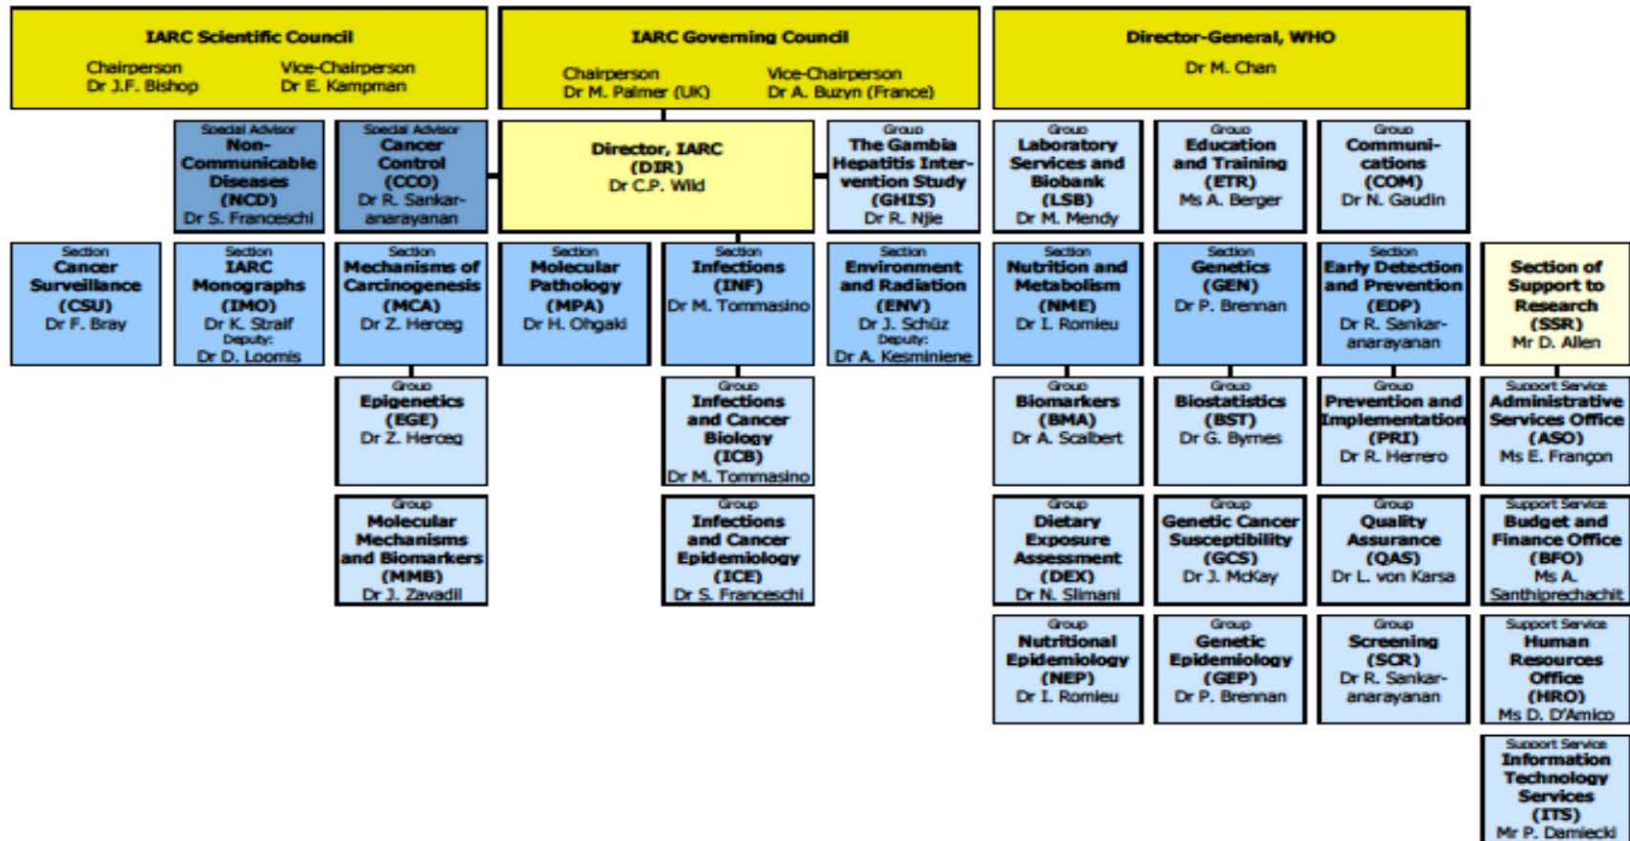 IARC Scientific Council
Chairperson
Dr J.F. Bishop
Vice-Chairperson
Dr E. Kampman
IARC Governing Council
Chairperson
Dr M. Palmer (UK)
Vice-Chairperson
Dr A. Buzyn (France)
Director-General, WHO
Dr M. Chan
Special Advisor
Non-
Communicable
Diseases
(NCD)
Dr S. Franceschi
Special Advisor
Cancer
Control
(CCO)
Dr R. Sankar-
anarayanan
Director, IARC
(DIR)
Dr C.P. Wild
Group
The Gambia
Hepatitis Inter-
vention Study
(GHIS)
Dr R. Njie
Group
Laboratory
Services and
Biobank
(LSB)
Dr M. Mendy
Group
Education
and Training
(ETR)
Ms A. Berger
Group
Communi-
cations
(COM)
Dr N. Gaudin
Section
Cancer
Surveillance
(CSU)
Dr F. Bray
Section
IARC
Monographs
(IMO)
Dr K. Straif
Deputy:
Dr D. Loomis
Section
Mechanisms of
Carcinogenesis
(MCA)
Dr Z. Herceg
Section
Molecular
Pathology
(MPA)
Dr H. Ohgaki
Section
Infections
(INF)
Dr M. Tommasino
Section
Environment
and Radiation
(ENV)
Dr J. Schüz
Deputy:
Dr A. Kesminiene
Section
Nutrition and
Metabolism
(NME)
Dr I. Romieu
Section
Genetics
(GEN)
Dr P. Brennan
Section
Early Detection
and Prevention
(EDP)
Dr R. Sankar-
anarayanan
Section of
Support to
Research
(SSR)
Mr D. Allen
Group
Epigenetics
(EGE)
Dr Z. Herceg
Group
Infections
and Cancer
Biology
(ICB)
Dr M. Tommasino
Group
Biomarkers
(BMA)
Dr A. Scalbert
Group
Biostatistics
(BST)
Dr G. Byrnes
Group
Prevention and
Implementation
(PRI)
Dr R. Herrero
Support Service
Administrative
Services Office
(ASO)
Ms E. Françon
Group
Molecular
Mechanisms
and Biomarkers
(MMB)
Dr J. Zavadil
Group
Infections
and Cancer
Epidemiology
(ICE)
Dr S. Franceschi
Group
Dietary
Exposure
Assessment
(DEX)
Dr N. Slimani
Group
Genetic Cancer
Susceptibility
(GCS)
Dr J. McKay
Group
Quality
Assurance
(QAS)
Dr L. von Karsa
Support Service
Budget and
Finance Office
(BFO)
Ms A.
Santhiprechachit
Group
Nutritional
Epidemiology
(NEP)
Dr I. Romieu
Group
Genetic
Epidemiology
(GEP)
Dr P. Brennan
Group
Screening
(SCR)
Dr R. Sankar-
anarayanan
Support Service
Human
Resources
Office
(HRO)
Ms D. D'Amico
Support Service
Information
Technology
Services
(ITS)
Mr P. Damiecki